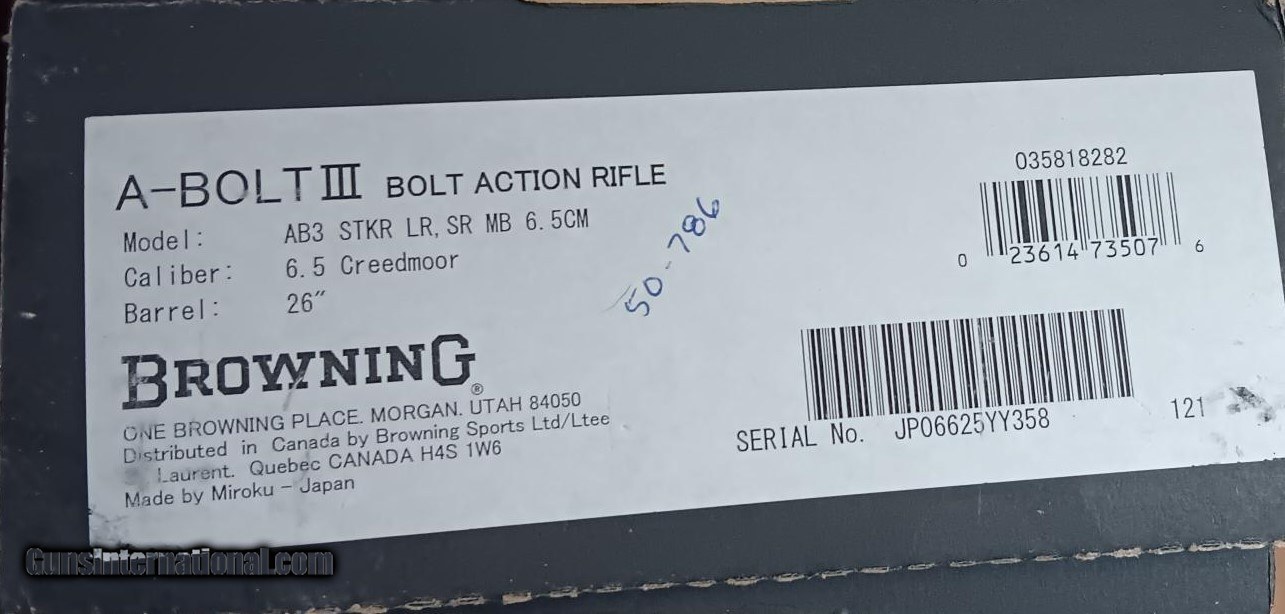 A-BOLT III BOLT ACTION RIFLE
Model: AB3 STKR LR,SR MB 6.5CM
Caliber: 6.5 Creedmoor
Barrel: 26"
50-786
035818282
0 23614 73507 6
BROWNING®
ONE BROWNING PLACE. MORGAN. UTAH 84050
Distributed in Canada by Browning Sports Ltd/Ltee
Laurent. Quebec CANADA H4S 1W6
Made by Miroku - Japan
SERIAL No. JP06625YY358
121
GunsInternational.com